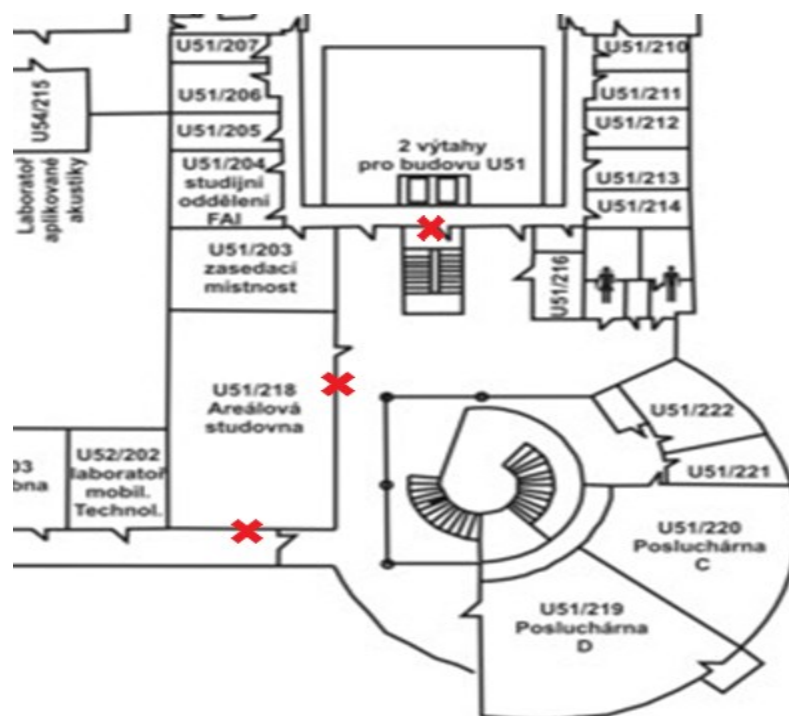 U51/207
U51/206
U51/205
U51/204
studijní
oddělení
FAI
U51/203
zasedací
místnost
U54/215
Laboratoř
aplikované
akustiky
2 výtahy
pro budovu U51
U51/210
U51/211
U51/212
U51/213
U51/214
U51/216
U51/218
Areálová
studovna
U52/202
laboratoř
mobil.
Technol.
03
bna
U51/222
U51/221
U51/220
Posluchárna
C
U51/219
Posluchárna
D